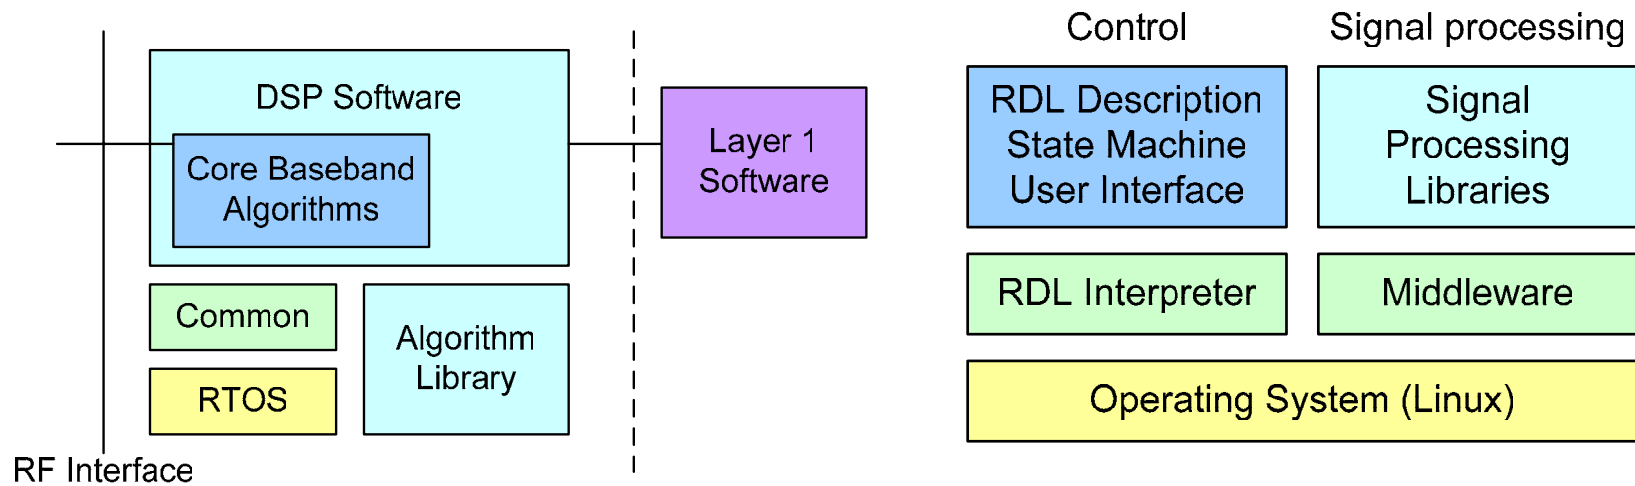 DSP Software
Core Baseband
Algorithms
Common
RTOS
Algorithm
Library
RF Interface
Layer 1
Software
Control
Signal processing
RDL Description
State Machine
User Interface
Signal
Processing
Libraries
RDL Interpreter
Middleware
Operating System (Linux)